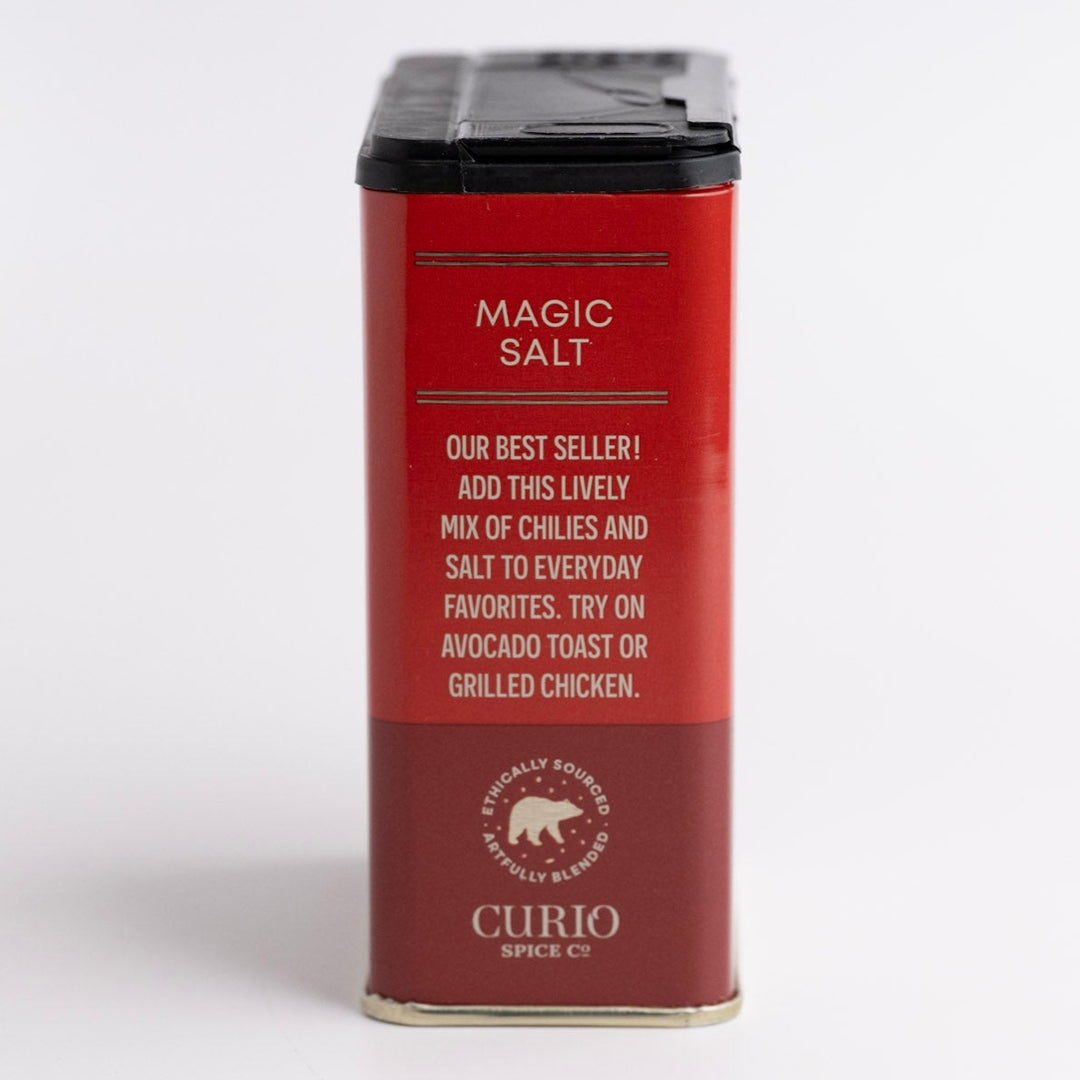 MAGIC
SALT
OUR BEST SELLER!
ADD THIS LIVELY
MIX OF CHILIES AND
SALT TO EVERYDAY
FAVORITES. TRY ON
AVOCADO TOAST OR
GRILLED CHICKEN.
ETHICALLY SOURCED
ARTFULLY BLENDED
CURIO
SPICE Cº